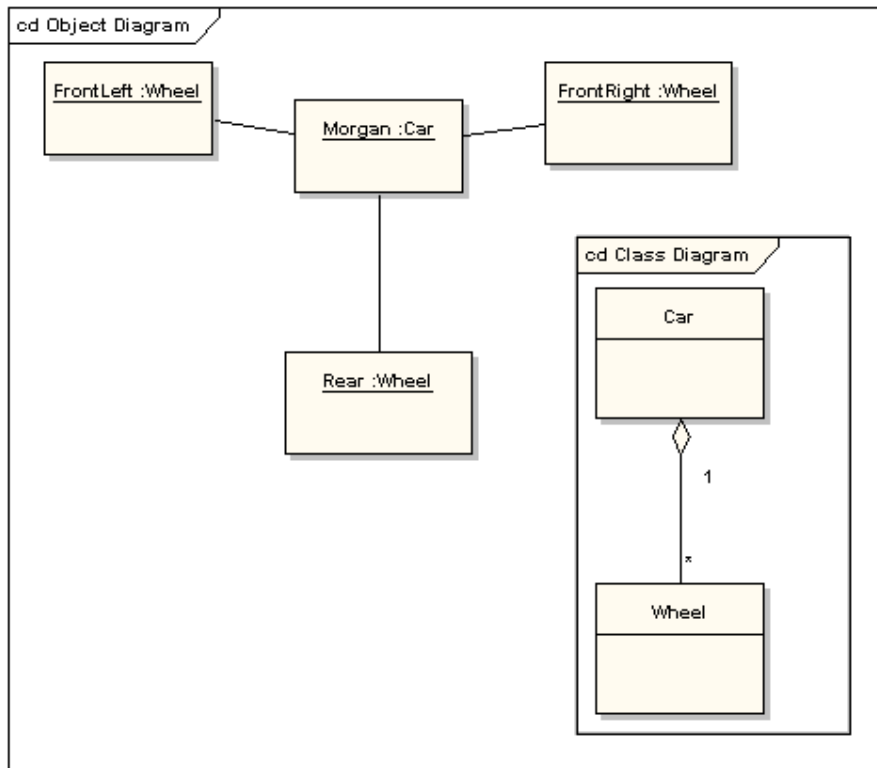 cd Object Diagram
FrontLeft :Wheel
FrontRight :Wheel
Morgan :Car
cd Class Diagram
Car
1
Rear :Wheel
*
Wheel